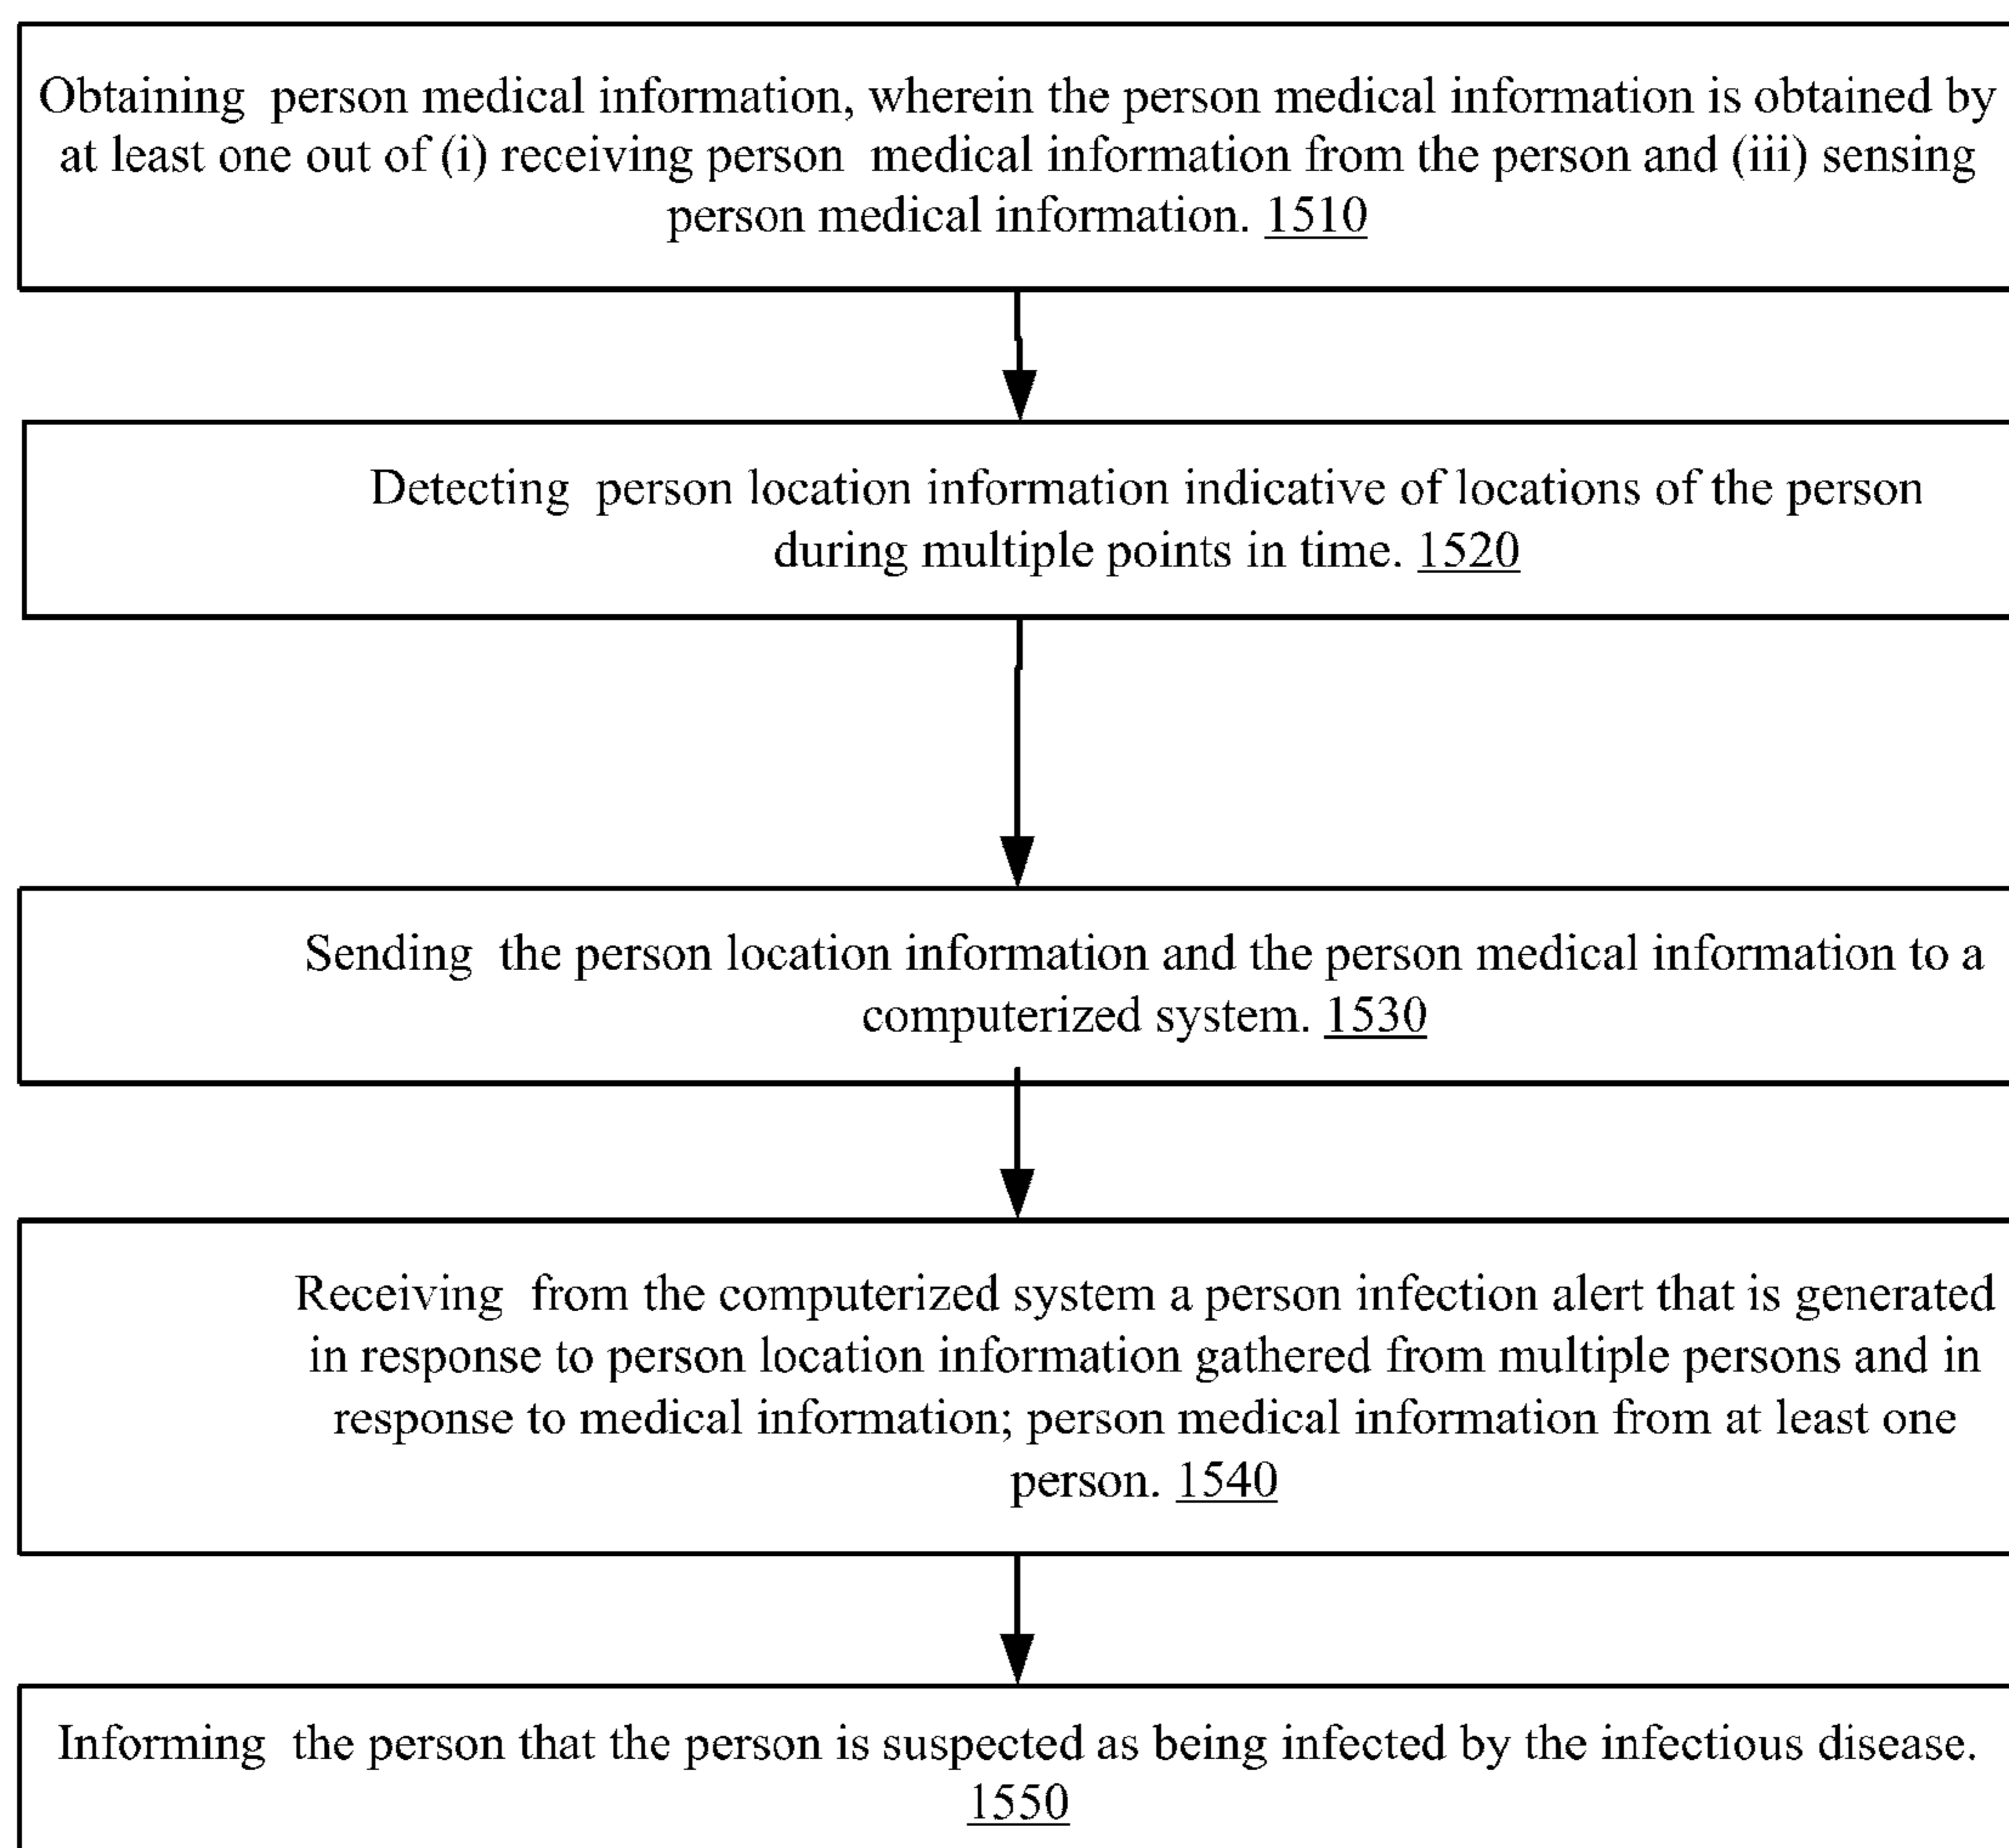 Obtaining person medical information, wherein the person medical information is obtained by
at least one out of (i) receiving person medical information from the person and (iii) sensing
person medical information. 1510
Detecting person location information indicative of locations of the person
during multiple points in time. 1520
Sending the person location information and the person medical information to a
computerized system. 1530
Receiving from the computerized system a person infection alert that is generated
in response to person location information gathered from multiple persons and in
response to medical information; person medical information from at least one
person. 1540
Informing the person that the person is suspected as being infected by the infectious disease.
1550